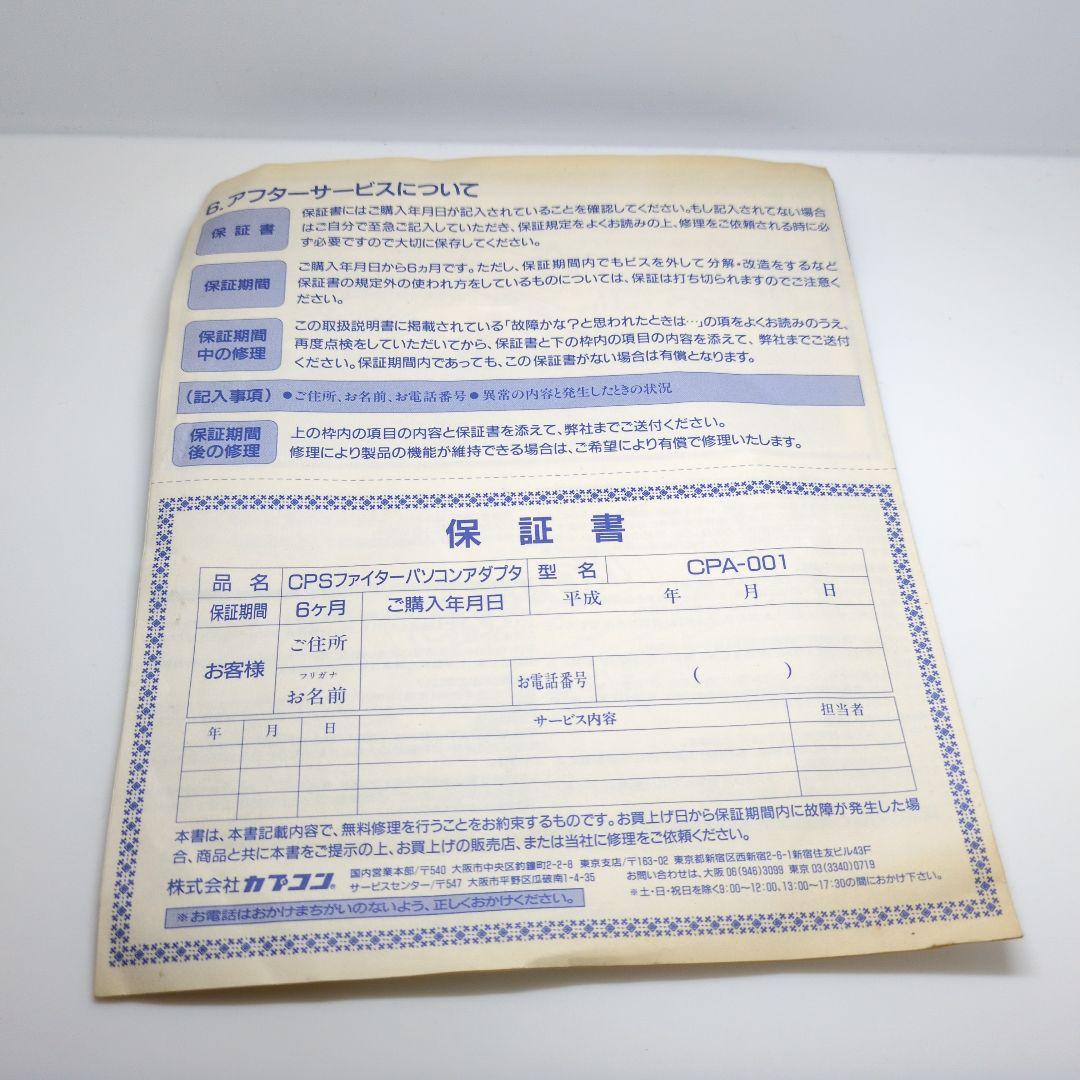 6.アフターサービスについて
保証書
保証書にはご購入年月日が記入されていることを確認してください。もし記入されてない場合
はご自分で至急ご記入していただき、保証規定をよくお読みの上、修理をご依頼される時に必
ず必要ですので大切に保存してください。
保証期間
ご購入年月日から6ヵ月です。ただし、保証期間内でもビスを外して分解・改造をするなど
保証書の規定外の使われ方をしているものについては、保証は打ち切られますのでご注意く
ださい。
保証期間
中の修理
この取扱説明書に掲載されている「故障かな?と思われたときは…」の項をよくお読みのうえ、
再度点検をしていただいてから、保証書と下の枠内の項目の内容を添えて、弊社までご送付
ください。保証期間内であっても、この保証書がない場合は有償となります。
(記入事項) ●ご住所、お名前、お電話番号●異常の内容と発生したときの状況
保証期間
後の修理
上の枠内の項目の内容と保証書を添えて、弊社までご送付ください。
修理により製品の機能が維持できる場合は、ご希望により有償で修理いたします。
保証書
品名 CPSファイターパソコンアダプタ 型名 CPA-001
保証期間 6ケ月 ご購入年月日 平成 年 月 日
お客様
ご住所
フリガナ
お名前
お電話番号 ( )
年 月 日 サービス内容 担当者
本書は、本書記載内容で、無料修理を行うことをお約束するものです。お買上げ日から保証期間内に故障が発生した場
合、商品と共に本書をご提示の上、お買上げの販売店、または当社に修理をご依頼ください。
株式会社カプコン®
国内営業本部/〒540 大阪市中央区釣鐘町2-2-8 東京支店/〒163-02 東京都新宿区西新宿2-6-1新宿住友ビル43F
サービスセンター/〒547 大阪市平野区瓜破南1-4-35 お問い合わせは、大阪 06(946)3099 東京 03(3340)0719
※土・日・祝日を除く9:00〜12:00、13:00〜17:30の間におかけ下さい。
※お電話はおかけまちがいのないよう、正しくおかけください。